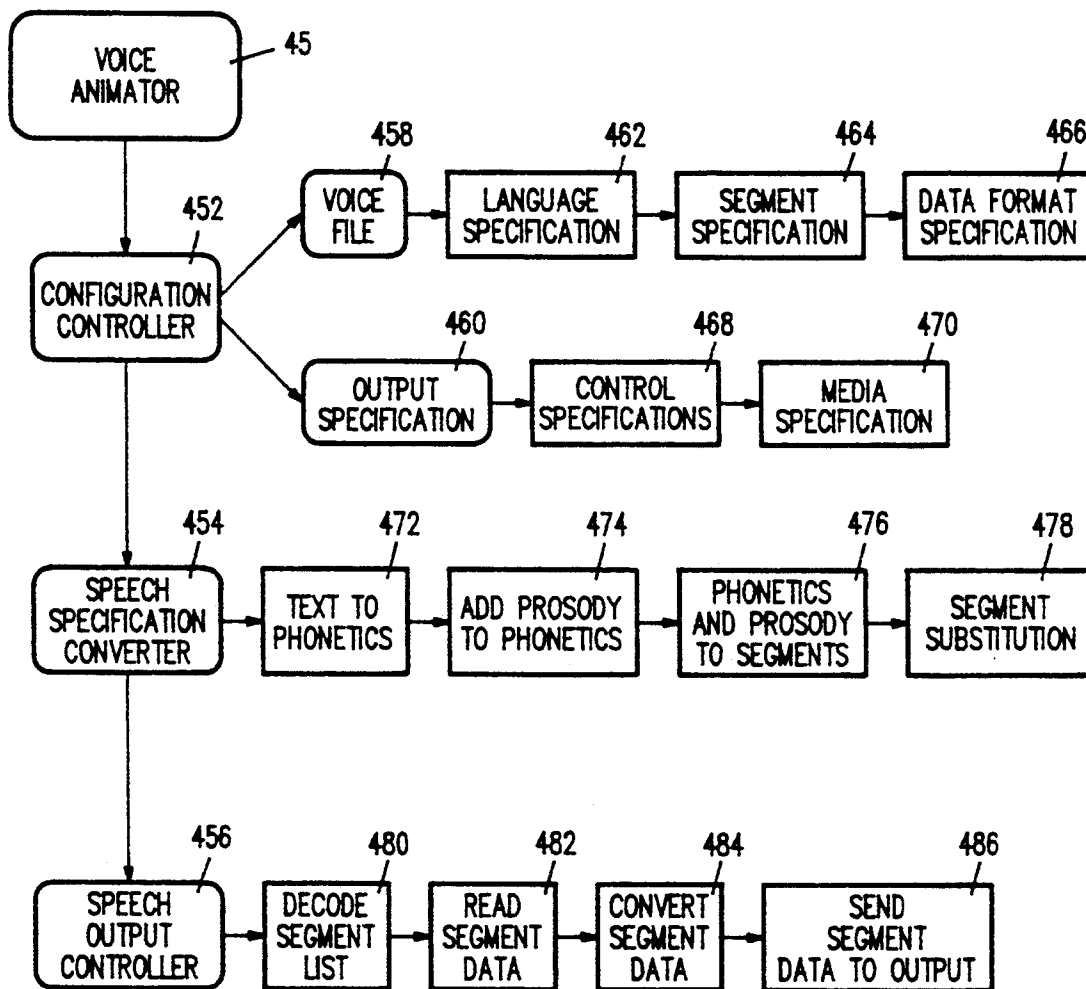 VOICE
ANIMATOR
45
458
462
464
466
VOICE
FILE
LANGUAGE
SPECIFICATION
SEGMENT
SPECIFICATION
DATA FORMAT
SPECIFICATION
452
CONFIGURATION
CONTROLLER
460
468
470
OUTPUT
SPECIFICATION
CONTROL
SPECIFICATIONS
MEDIA
SPECIFICATION
454
472
474
476
478
SPEECH
SPECIFICATION
CONVERTER
TEXT TO
PHONETICS
ADD PROSODY
TO PHONETICS
PHONETICS
AND PROSODY
TO SEGMENTS
SEGMENT
SUBSTITUTION
456
480
482
484
486
SPEECH
OUTPUT
CONTROLLER
DECODE
SEGMENT
LIST
READ
SEGMENT
DATA
CONVERT
SEGMENT
DATA
SEND
SEGMENT
DATA TO OUTPUT